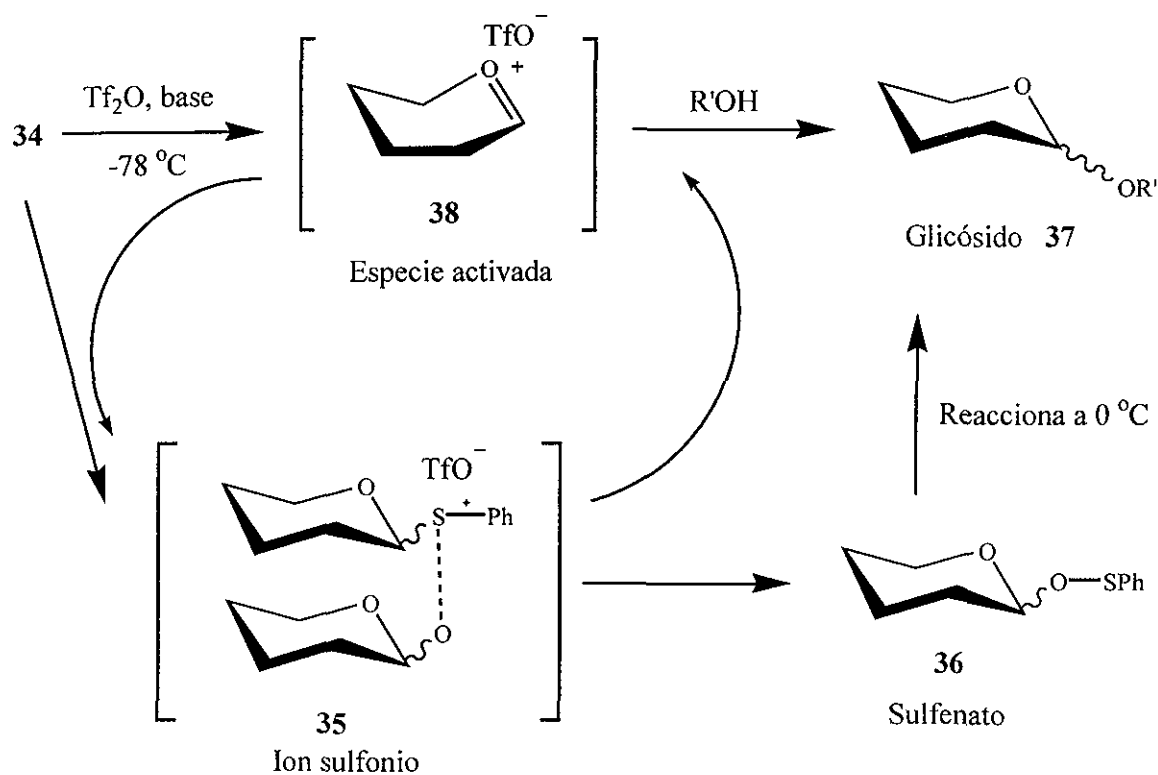 TfO⁻
O
+
Tf₂O, base
34
-78 °C
38
Especie activada
R'OH
O
OR'
Glicósido 37
Reacciona a 0 °C
TfO⁻
O
+
S—Ph
O
O
35
Ion sulfonio
O
O—SPh
36
Sulfenato